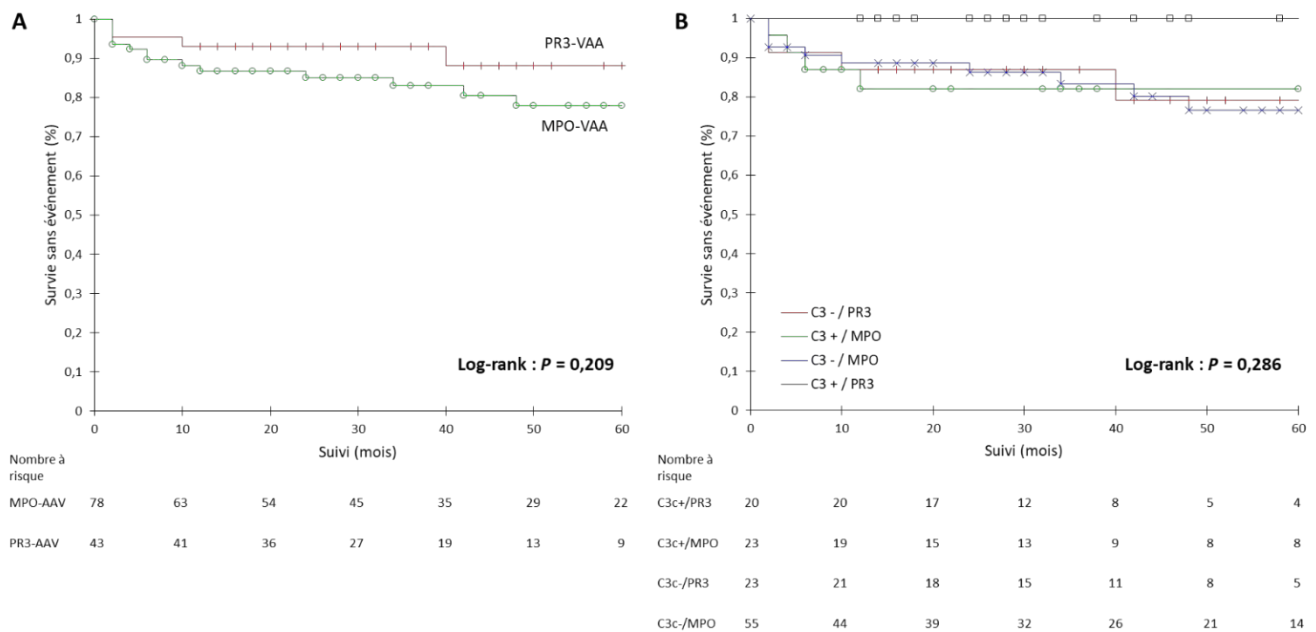 A
1
0,9
0,8
0,7
0,6
0,5
0,4
0,3
0,2
0,1
0
Survie sans événement (%)
PR3-VAA
MPO-VAA
Log-rank : P = 0,209
0 10 20 30 40 50 60
Suivi (mois)
Nombre à
risque
MPO-AAV 78 63 54 45 35 29 22
PR3-AAV 43 41 36 27 19 13 9
B
1
0,9
0,8
0,7
0,6
0,5
0,4
0,3
0,2
0,1
0
Survie sans événement (%)
C3 - / PR3
C3 + / MPO
C3 - / MPO
C3 + / PR3
Log-rank : P = 0,286
0 10 20 30 40 50 60
Suivi (mois)
Nombre à
risque
C3c+/PR3 20 20 17 12 8 5 4
C3c+/MPO 23 19 15 13 9 8 8
C3c-/PR3 23 21 18 15 11 8 5
C3c-/MPO 55 44 39 32 26 21 14